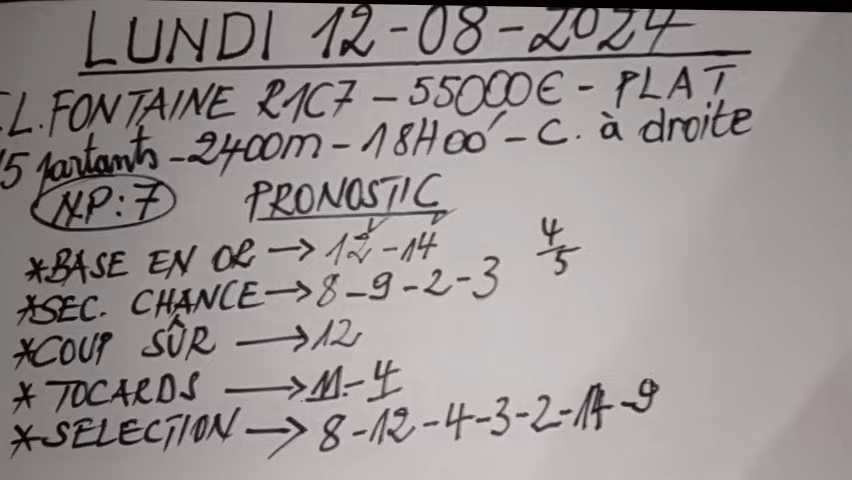 LUNDI 12-08-2024
.L. FONTAINE R1C7 - 55000€ - PLAT
15 partants - 2400m - 18H00' - C. à droite
N.P : 7 PRONOSTIC
*BASE EN OR → 12 - 14 4/5
*SEC. CHANCE → 8 - 9 - 2 - 3
*COUP SÛR → 12
* TOCARDS → 11 - 4
*SELECTION → 8 - 12 - 4 - 3 - 2 - 14 - 9